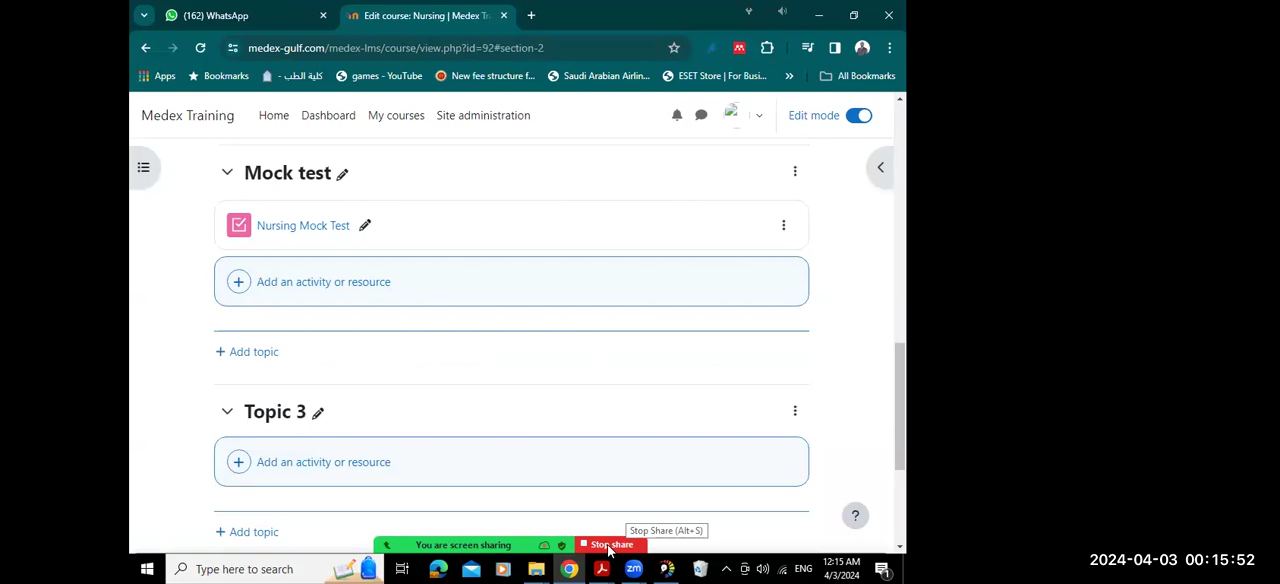 (162) WhatsApp
Edit course: Nursing | Medex Tr
medex-gulf.com/medex-lms/course/view.php?id=92#section-2
Apps Bookmarks كلية الطب - games - YouTube New fee structure f... Saudi Arabian Airlin... ESET Store | For Busi... » All Bookmarks
Medex Training Home Dashboard My courses Site administration Edit mode
Mock test
Nursing Mock Test
Add an activity or resource
+ Add topic
Topic 3
Add an activity or resource
?
Stop Share (Alt+S)
+ Add topic
You are screen sharing Stop share
Type here to search
zm
ENG
12:15 AM
4/3/2024
1
2024-04-03 00:15:52